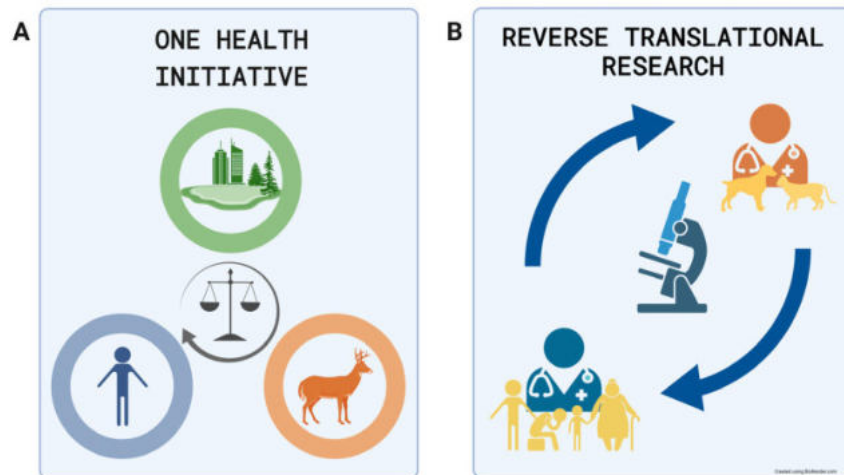 A
ONE HEALTH
INITIATIVE
B
REVERSE TRANSLATIONAL
RESEARCH
Created using BioRender.com